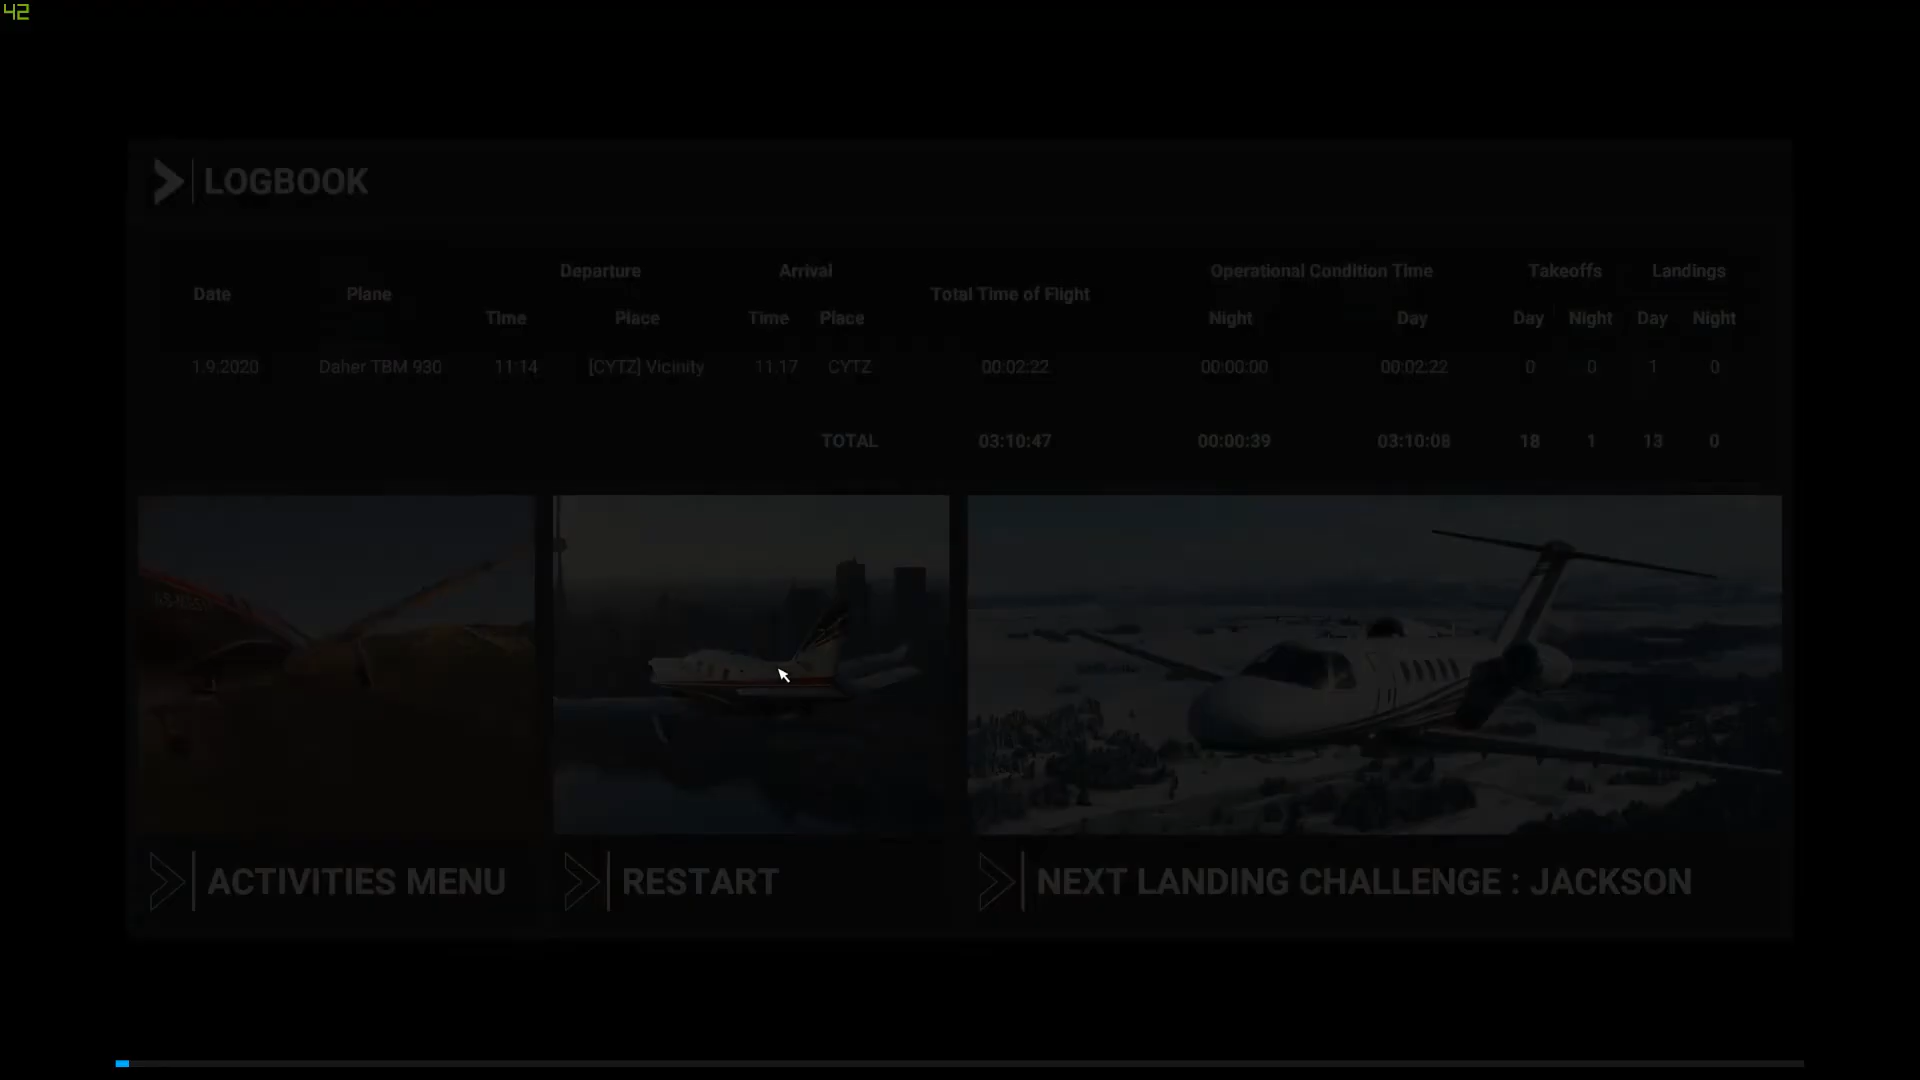 42
LOGBOOK
Departure Arrival Operational Condition Time Takeoffs Landings
Date Plane Total Time of Flight
Time Place Time Place Night Day Day Night Day Night
1.9.2020 Daher TBM 930 11:14 [CYTZ] Vicinity 11:17 CYTZ 00:02:22 00:00:00 00:02:22 0 0 1 0
TOTAL 03:10:47 00:00:39 03:10:08 18 1 13 0
ACTIVITIES MENU RESTART NEXT LANDING CHALLENGE : JACKSON